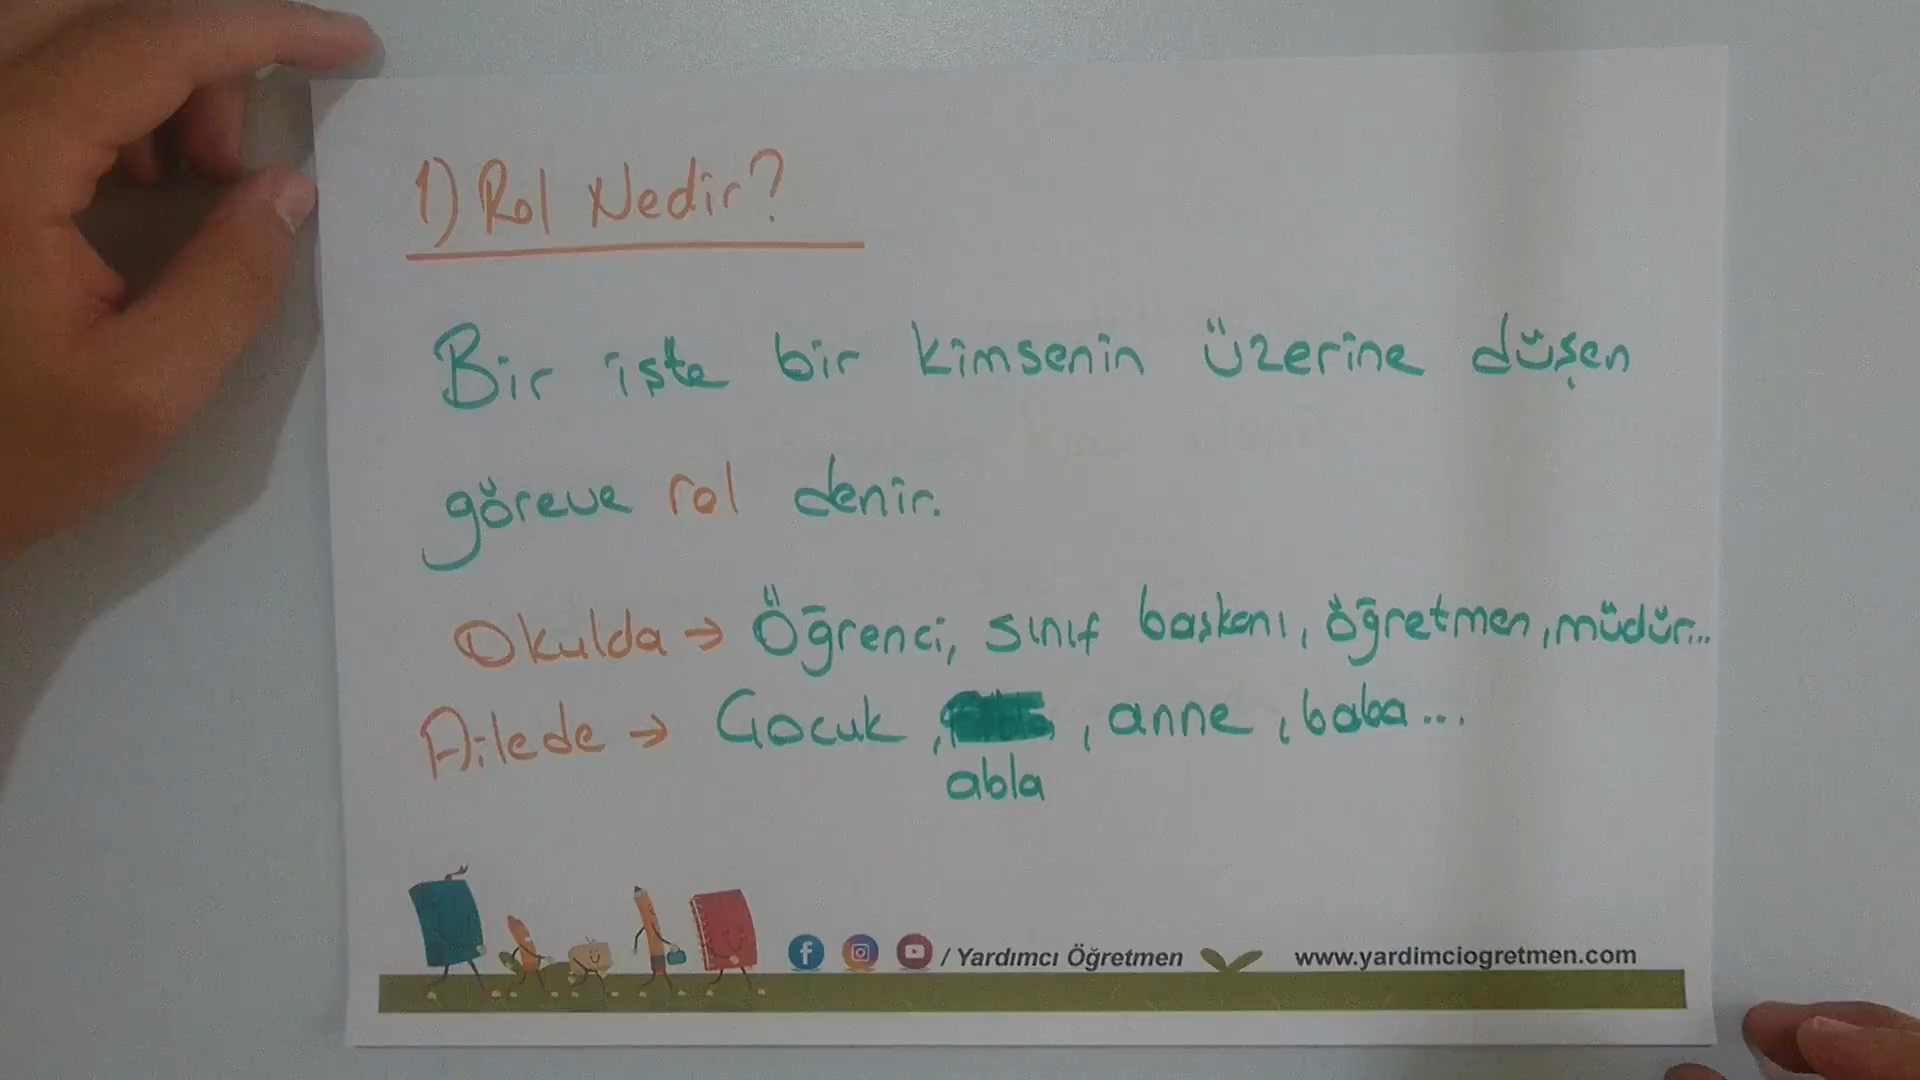 1) Rol Nedir?
Bir işte bir kimsenin üzerine düşen
göreve rol denir.
Okulda → Öğrenci, sınıf başkanı, öğretmen, müdür...
Ailede → Çocuk, , anne, baba...
abla
/ Yardımcı Öğretmen www.yardimciogretmen.com